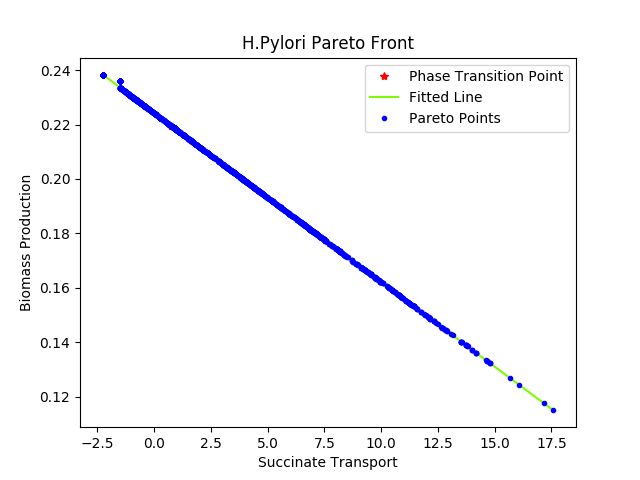 H.Pylori Pareto Front
Phase Transition Point
Fitted Line
Pareto Points
Biomass Production
0.24
0.22
0.20
0.18
0.16
0.14
0.12
−2.5 0.0 2.5 5.0 7.5 10.0 12.5 15.0 17.5
Succinate Transport